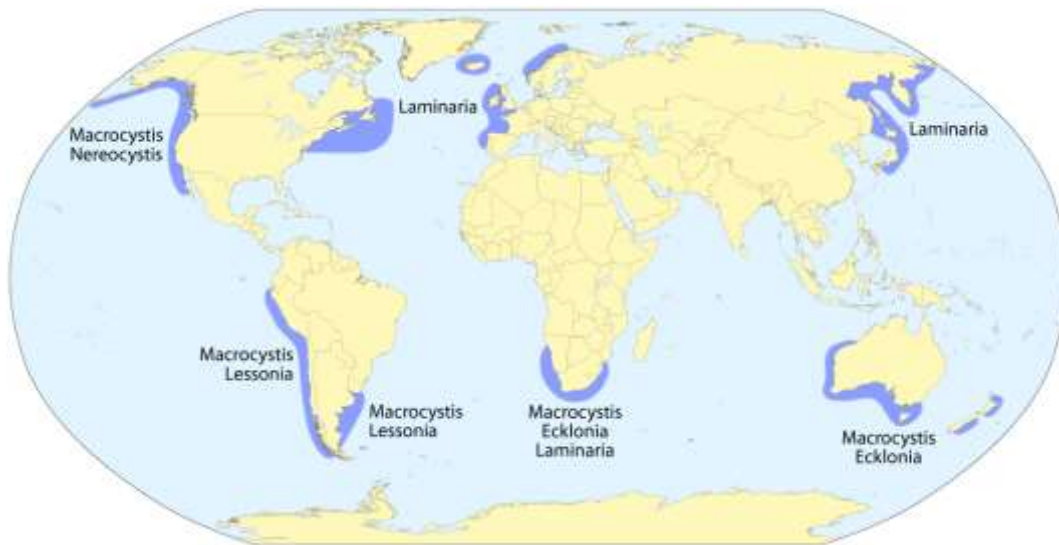 Laminaria
Macrocystis
Nereocystis
Laminaria
Macrocystis
Lessonia
Macrocystis
Lessonia
Macrocystis
Ecklonia
Laminaria
Macrocystis
Ecklonia